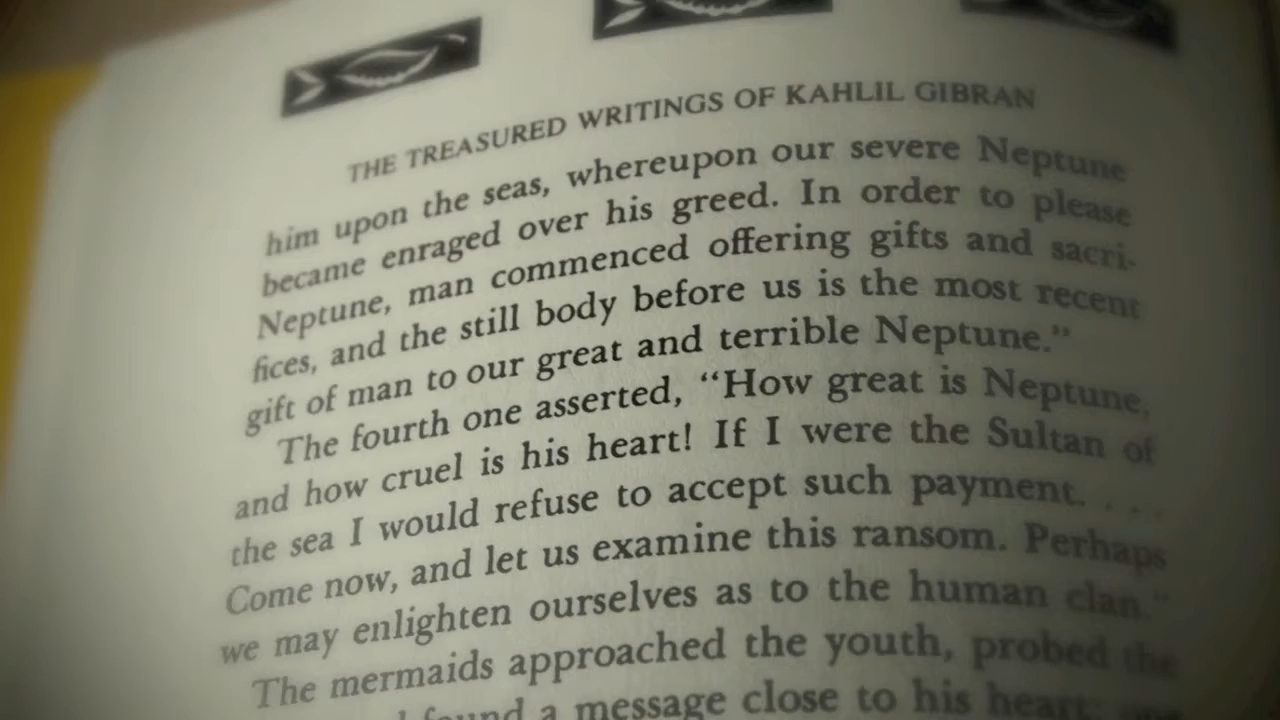 THE TREASURED WRITINGS OF KAHLIL GIBRAN
him upon the seas, whereupon our severe Neptune
became enraged over his greed. In order to please
Neptune, man commenced offering gifts and sacri-
fices, and the still body before us is the most recent
gift of man to our great and terrible Neptune."
The fourth one asserted, "How great is Neptune,
and how cruel is his heart! If I were the Sultan of
the sea I would refuse to accept such payment. . . .
Come now, and let us examine this ransom. Perhaps
we may enlighten ourselves as to the human clan."
The mermaids approached the youth, probed the
found a message close to his heart; one